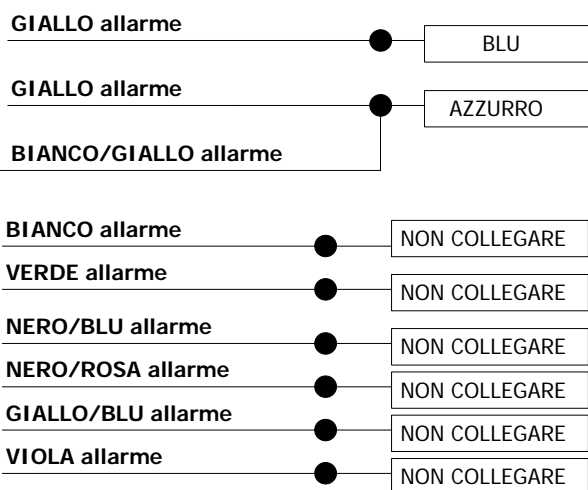 GIALLO allarme
BLU
GIALLO allarme
AZZURRO
BIANCO/GIALLO allarme
BIANCO allarme
NON COLLEGARE
VERDE allarme
NON COLLEGARE
NERO/BLU allarme
NON COLLEGARE
NERO/ROSA allarme
NON COLLEGARE
GIALLO/BLU allarme
NON COLLEGARE
VIOLA allarme
NON COLLEGARE